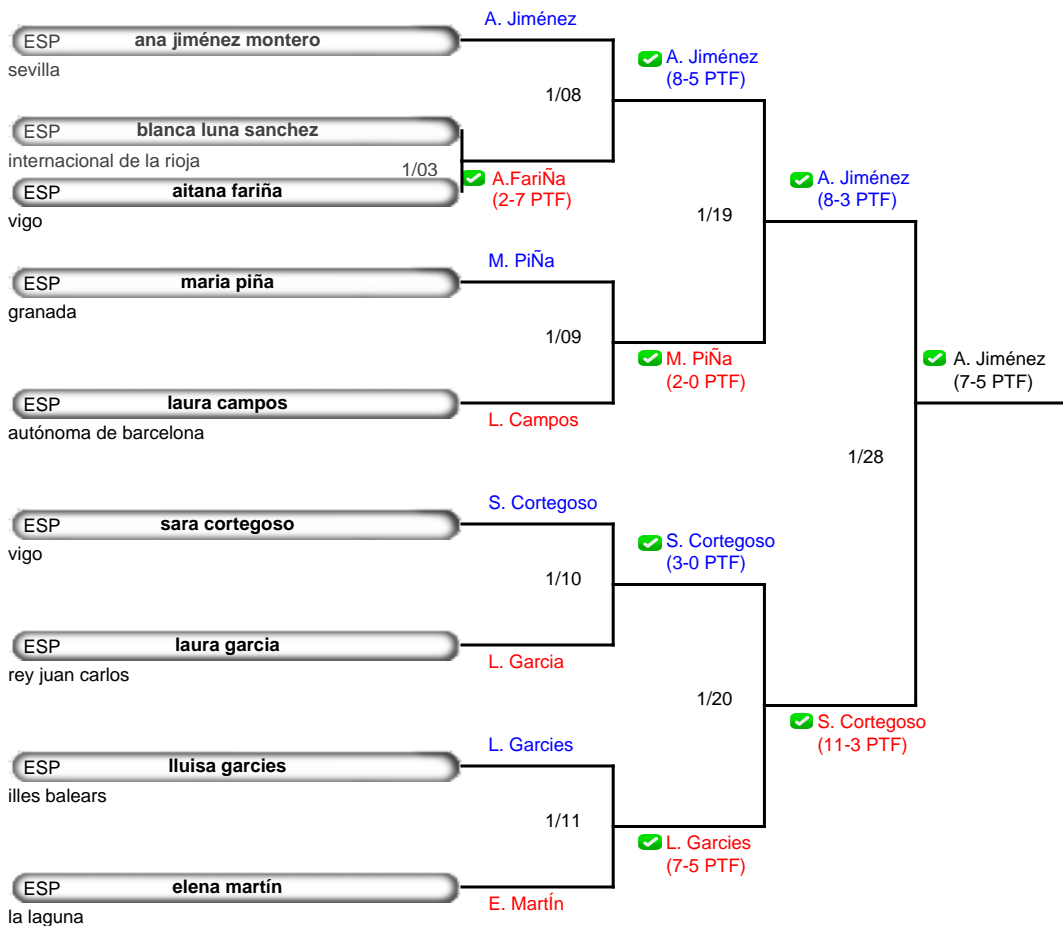 A. Jiménez
ESP ana jiménez montero
sevilla
A. Jiménez
(8-5 PTF)
1/08
ESP blanca luna sanchez
internacional de la rioja
1/03
A.FariÑa
(2-7 PTF)
ESP aitana fariña
vigo
A. Jiménez
(8-3 PTF)
1/19
M. PiÑa
ESP maria piña
granada
1/09
M. PiÑa
(2-0 PTF)
A. Jiménez
(7-5 PTF)
ESP laura campos
autónoma de barcelona
L. Campos
1/28
S. Cortegoso
ESP sara cortegoso
vigo
S. Cortegoso
(3-0 PTF)
1/10
ESP laura garcia
rey juan carlos
L. Garcia
1/20
S. Cortegoso
(11-3 PTF)
L. Garcies
ESP lluisa garcies
illes balears
1/11
L. Garcies
(7-5 PTF)
ESP elena martín
la laguna
E. MartÍn